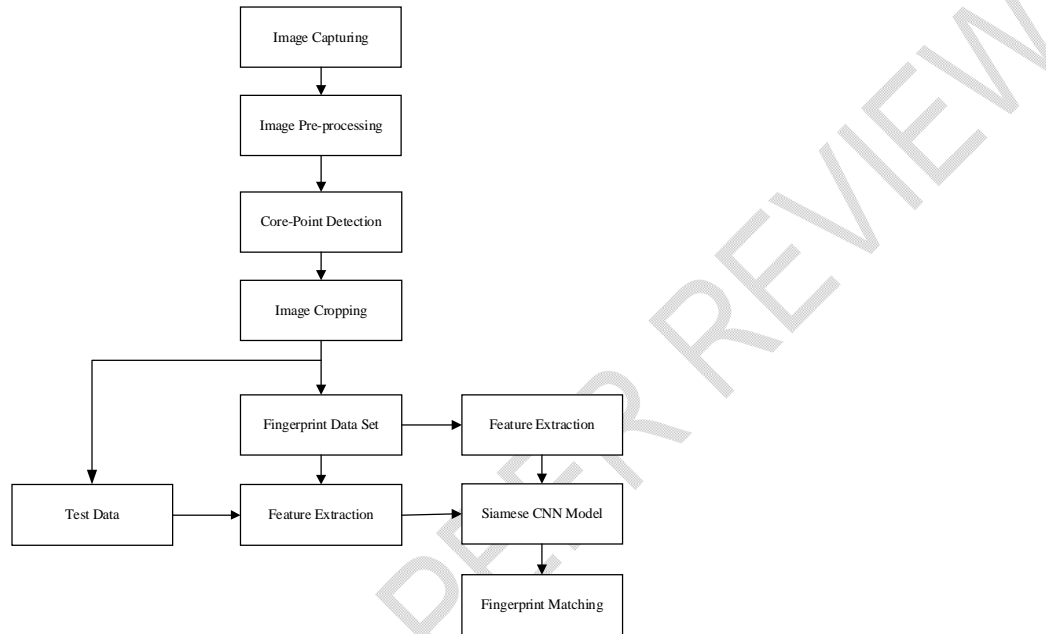 Image Capturing
Image Pre-processing
Core-Point Detection
Image Cropping
Fingerprint Data Set
Feature Extraction
Test Data
Feature Extraction
Siamese CNN Model
Fingerprint Matching
PEER REVIEW